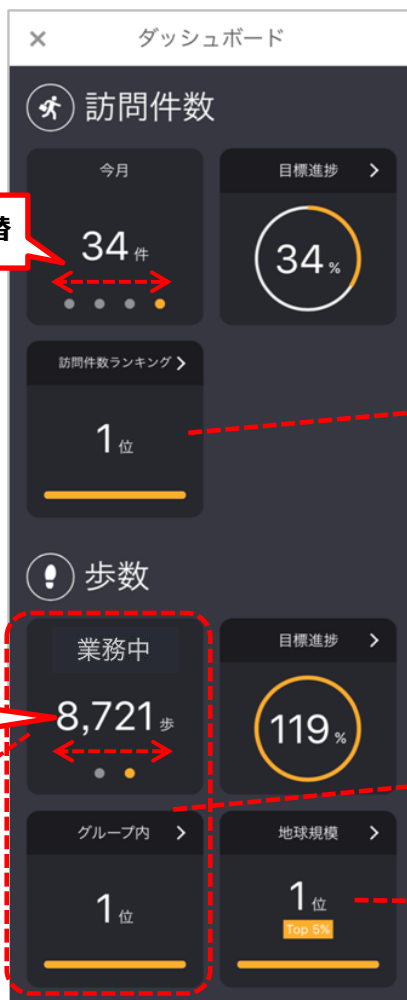 × ダッシュボード
訪問件数
今月
34件
目標進捗 >
34%
替
訪問件数ランキング >
1位
歩数
業務中
8,721歩
目標進捗 >
119%
グループ内 >
1位
地球規模 >
1位
Top 5%